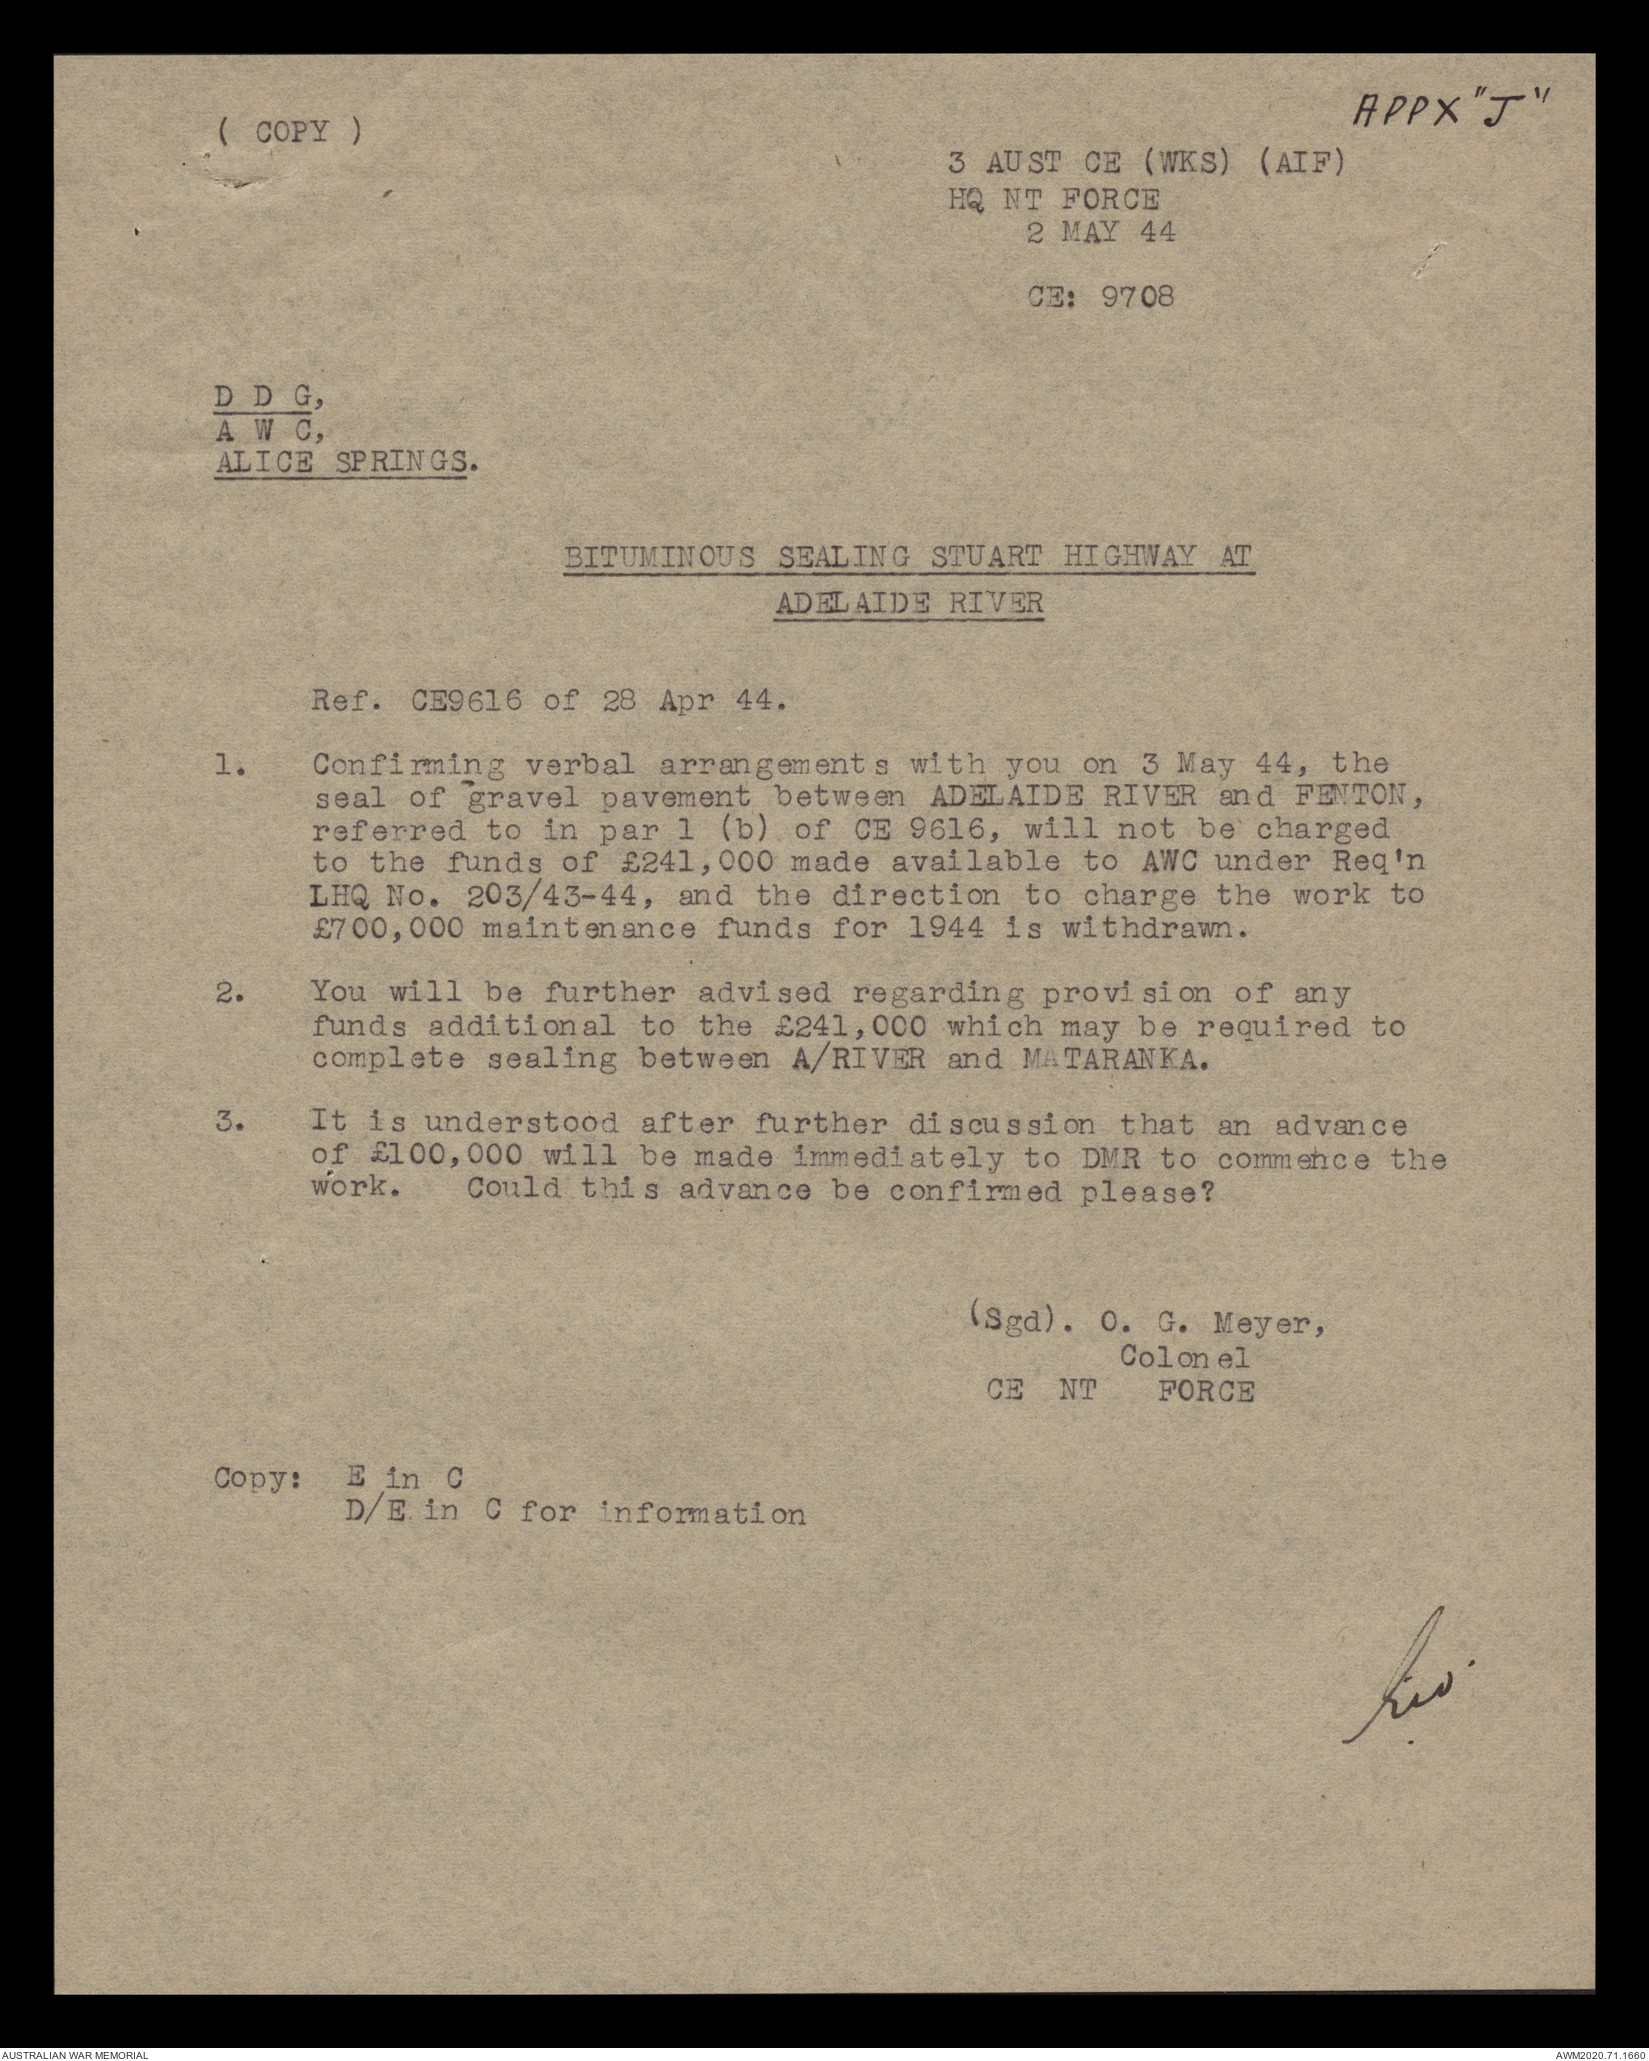 APPX "J"
( COPY )
3 AUST CE (WKS) (AIF)
HQ NT FORCE
2 MAY 44
CE: 9708
D D G,
A W C,
ALICE SPRINGS.
BITUMINOUS SEALING STUART HIGHWAY AT
ADELAIDE RIVER
Ref. CE9616 of 28 Apr 44.
1. Confirming verbal arrangements with you on 3 May 44, the
seal of gravel pavement between ADELAIDE RIVER and FENTON,
referred to in par 1 (b) of CE 9616, will not be charged
to the funds of £241,000 made available to AWC under Req'n
LHQ No. 203/43-44, and the direction to charge the work to
£700,000 maintenance funds for 1944 is withdrawn.
2. You will be further advised regarding provision of any
funds additional to the £241,000 which may be required to
complete sealing between A/RIVER and MATARANKA.
3. It is understood after further discussion that an advance
of £100,000 will be made immediately to DMR to commence the
work. Could this advance be confirmed please?
(Sgd). O. G. Meyer,
Colonel
CE NT FORCE
Copy: E in C
D/E in C for information
AUSTRALIAN WAR MEMORIAL
AWM2020.71.1660